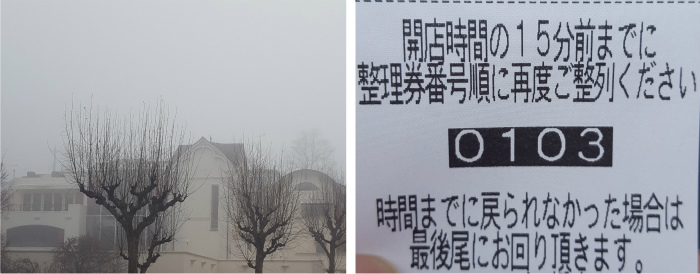 開店時間の15分前までに
整理券番号順に再度ご整列ください
0103
時間までに戻られなかった場合は
最後尾にお回り頂きます。